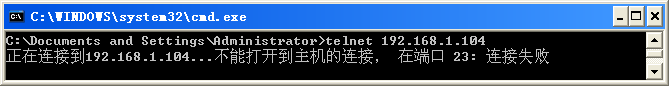 C:\WINDOWS\system32\cmd.exe
C:\Documents and Settings\Administrator>telnet 192.168.1.104
正在连接到192.168.1.104...不能打开到主机的连接， 在端口 23: 连接失败